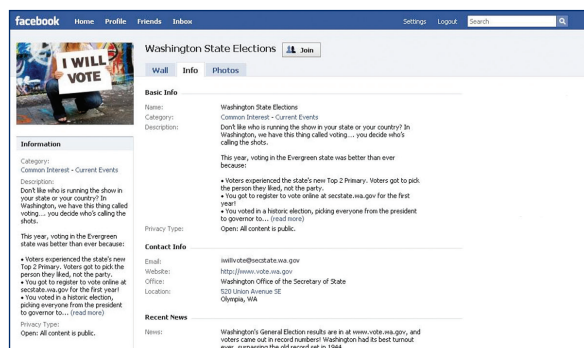 facebook Home Profile Friends Inbox Settings Logout Search
I WILL
VOTE
Washington State Elections Join
Wall Info Photos
Basic Info
Name: Washington State Elections
Category: Common Interest - Current Events
Description: Don't like who is running the show in your state or your country? In
Washington, we have this thing called voting.... you decide who's
calling the shots.
This year, voting in the Evergreen state was better than ever
because:
• Voters experienced the state's new Top 2 Primary. Voters got to pick
the person they liked, not the party.
• You got to register to vote online at secstate.wa.gov for the first
year!
• You voted in a historic election, picking everyone from the president
to governor to... (read more)
Privacy Type: Open: All content is public.
Contact Info
Email: iwillvote@secstate.wa.gov
Website: http://www.vote.wa.gov
Office: Washington Office of the Secretary of State
Location: 520 Union Avenue SE
Olympia, WA
Recent News
News: Washington's General Election results are in at www.vote.wa.gov, and
voters came out in record numbers! Washington had its best turnout
ever, surpassing the old record set in 1944.
Information
Category:
Common Interest - Current Events
Description:
Don't like who is running the show in
your state or your country? In
Washington, we have this thing called
voting.... you decide who's calling the
shots.
This year, voting in the Evergreen
state was better than ever because:
• Voters experienced the state's new
Top 2 Primary. Voters got to pick the
person they liked, not the party.
• You got to register to vote online at
secstate.wa.gov for the first year!
• You voted in a historic election,
picking everyone from the president
to governor to... (read more)
Privacy Type:
Open: All content is public.